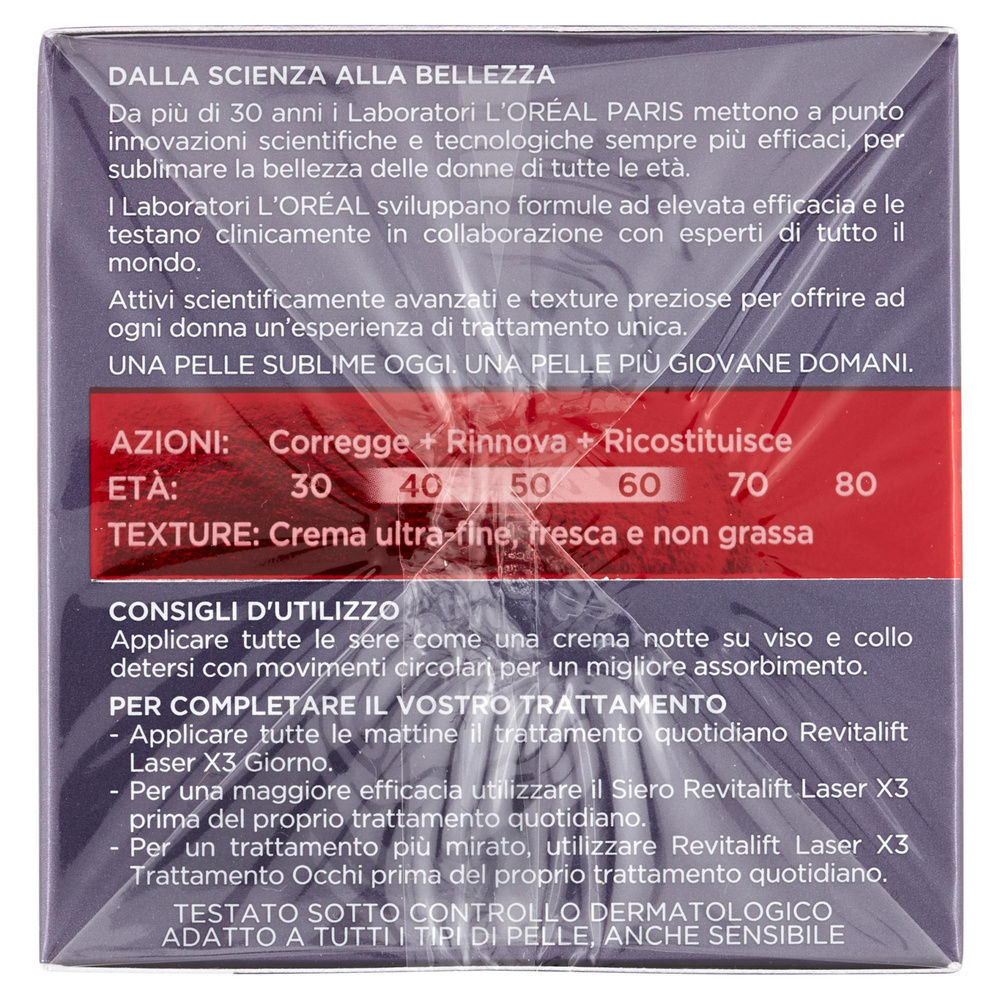 DALLA SCIENZA ALLA BELLEZZA
Da più di 30 anni i Laboratori L'ORÉAL PARIS mettono a punto
innovazioni scientifiche e tecnologiche sempre più efficaci, per
sublimare la bellezza delle donne di tutte le età.
I Laboratori L'ORÉAL sviluppano formule ad elevata efficacia e le
testano clinicamente in collaborazione con esperti di tutto il
mondo.
Attivi scientificamente avanzati e texture preziose per offrire ad
ogni donna un'esperienza di trattamento unica.
UNA PELLE SUBLIME OGGI. UNA PELLE PIÙ GIOVANE DOMANI.
AZIONI: Corregge + Rinnova + Ricostituisce
ETÀ: 30 40 50 60 70 80
TEXTURE: Crema ultra-fine, fresca e non grassa
CONSIGLI D'UTILIZZO
Applicare tutte le sere come una crema notte su viso e collo
detersi con movimenti circolari per un migliore assorbimento.
PER COMPLETARE IL VOSTRO TRATTAMENTO
- Applicare tutte le mattine il trattamento quotidiano Revitalift
Laser X3 Giorno.
- Per una maggiore efficacia utilizzare il Siero Revitalift Laser X3
prima del proprio trattamento quotidiano.
- Per un trattamento più mirato, utilizzare Revitalift Laser X3
Trattamento Occhi prima del proprio trattamento quotidiano.
TESTATO SOTTO CONTROLLO DERMATOLOGICO
ADATTO A TUTTI I TIPI DI PELLE, ANCHE SENSIBILE